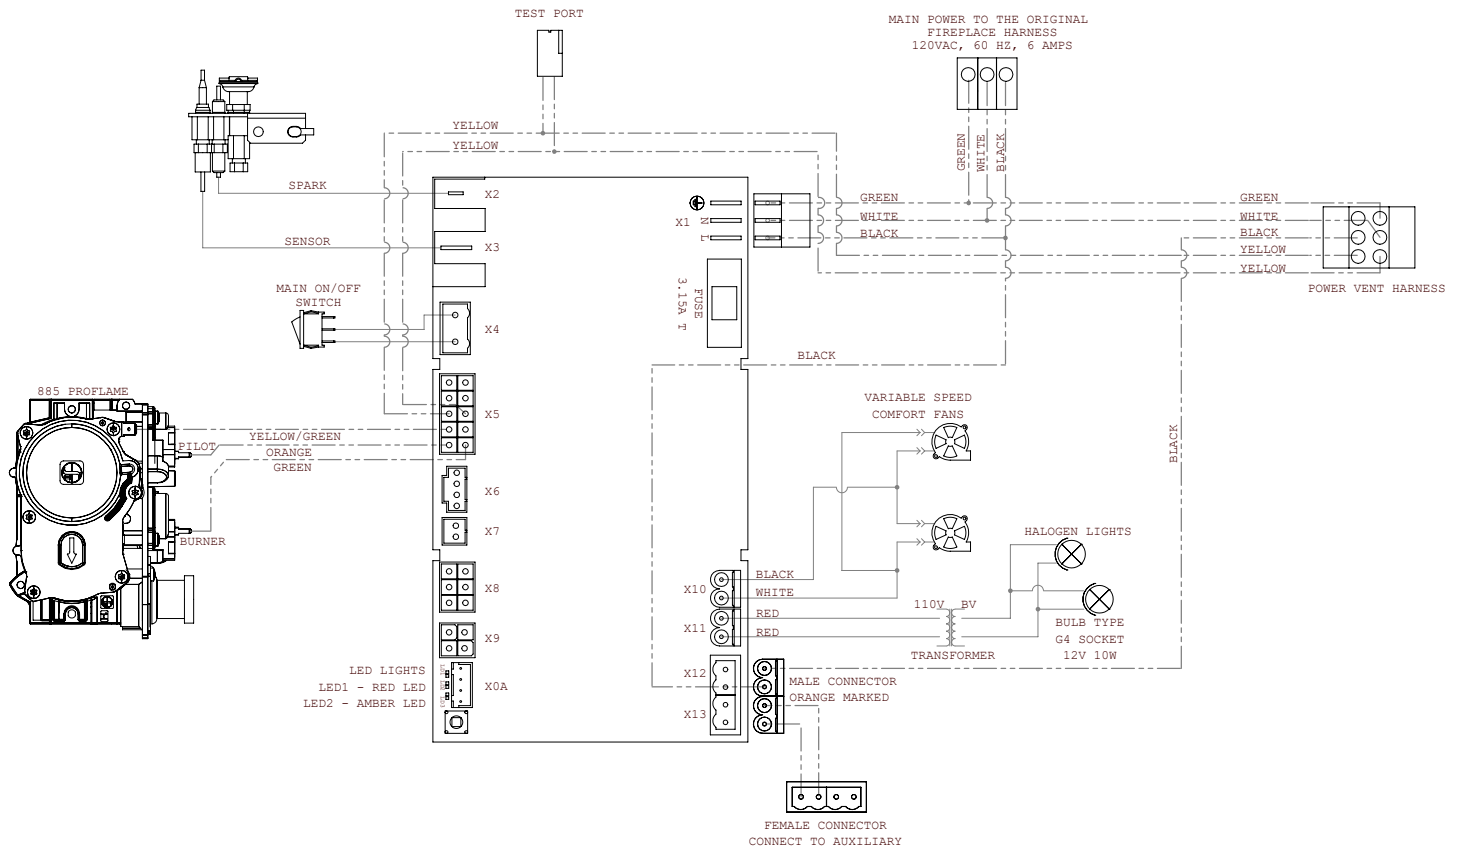 TEST PORT
MAIN POWER TO THE ORIGINAL
FIREPLACE HARNESS
120VAC, 60 HZ, 6 AMPS
YELLOW
YELLOW
GREEN
WHITE
BLACK
SPARK
X2
SENSOR
X3
X1
N
L
GREEN
WHITE
BLACK
GREEN
WHITE
BLACK
YELLOW
YELLOW
POWER VENT HARNESS
MAIN ON/OFF
SWITCH
X4
FUSE
3.15A T
BLACK
885 PROFLAME
VARIABLE SPEED
COMFORT FANS
X5
PILOT
YELLOW/GREEN
ORANGE
GREEN
BLACK
X6
X7
BURNER
HALOGEN LIGHTS
X8
X10
BLACK
WHITE
X11
RED
RED
110V
8V
TRANSFORMER
BULB TYPE
G4 SOCKET
12V 10W
X9
LED LIGHTS
LED1 - RED LED
LED2 - AMBER LED
X0A
X12
X13
MALE CONNECTOR
ORANGE MARKED
FEMALE CONNECTOR
CONNECT TO AUXILIARY